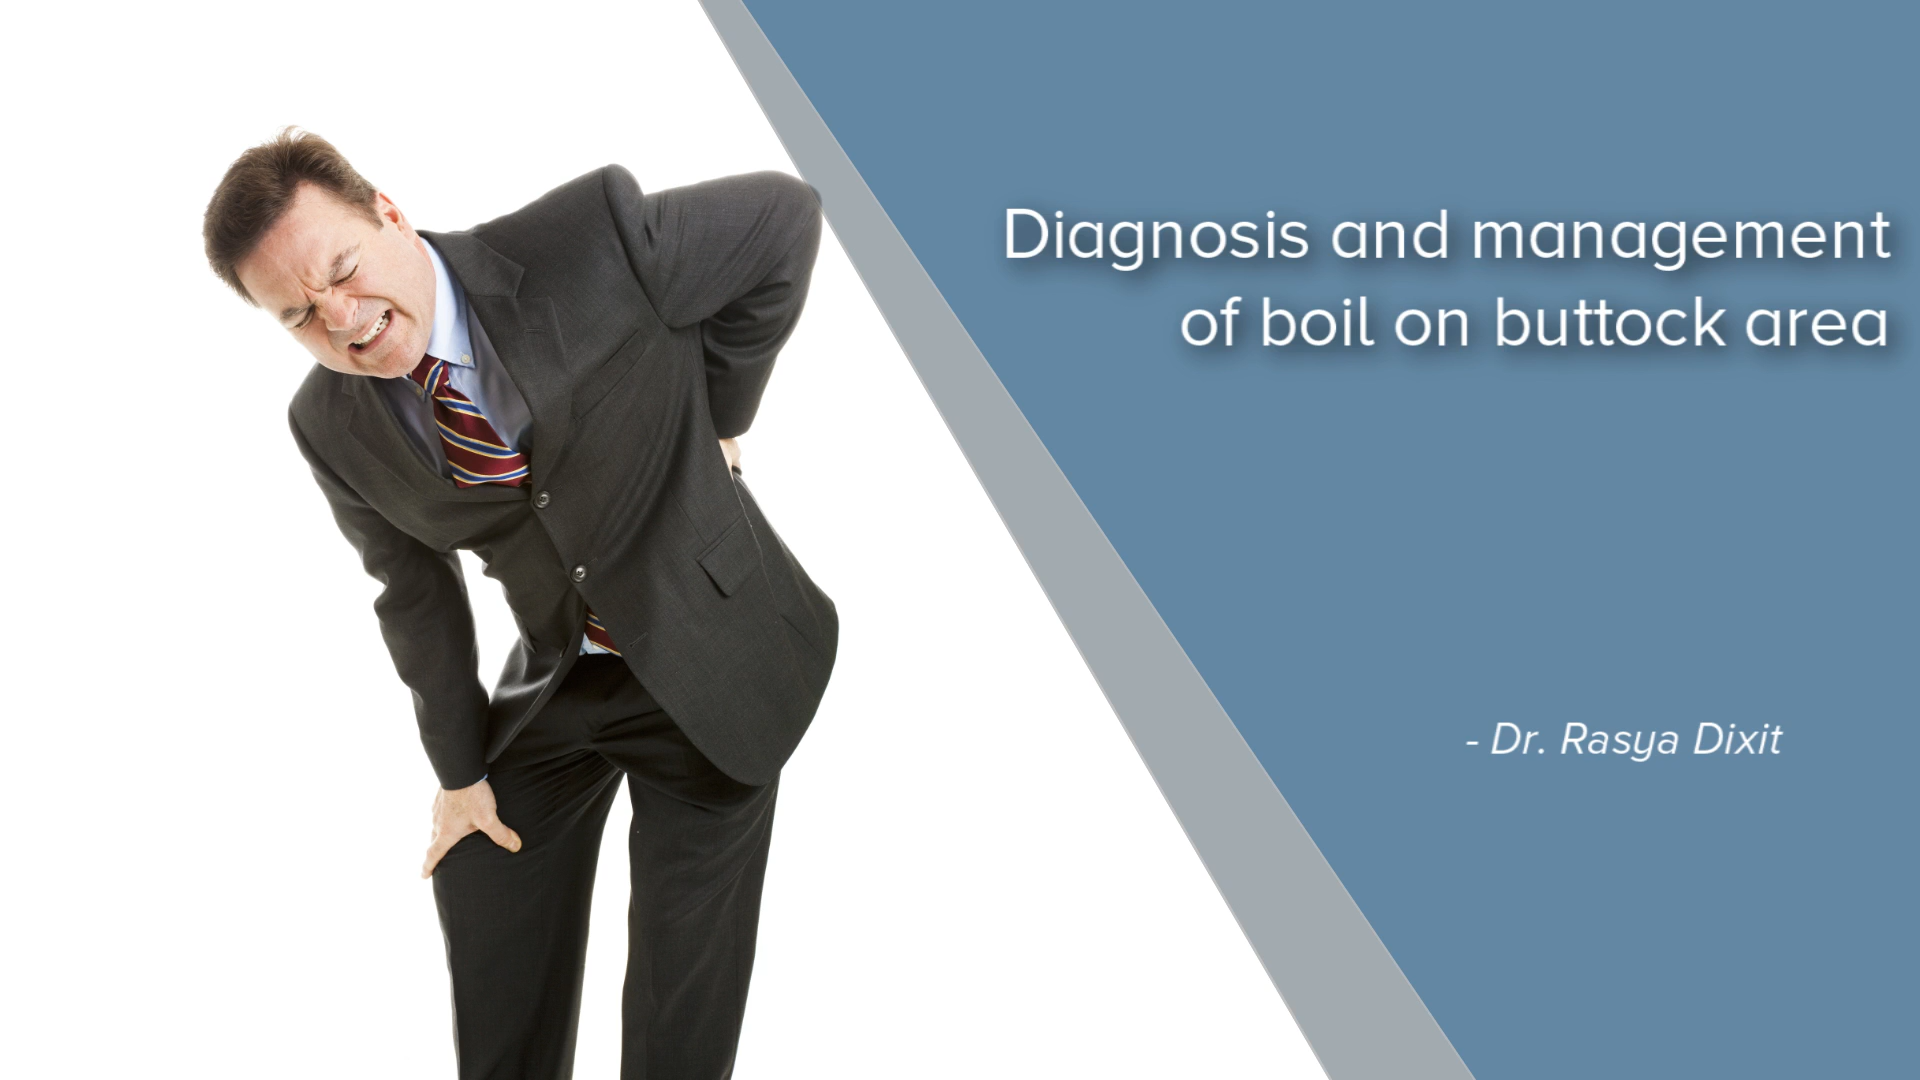 Diagnosis and management
of boil on buttock area
- Dr. Rasya Dixit